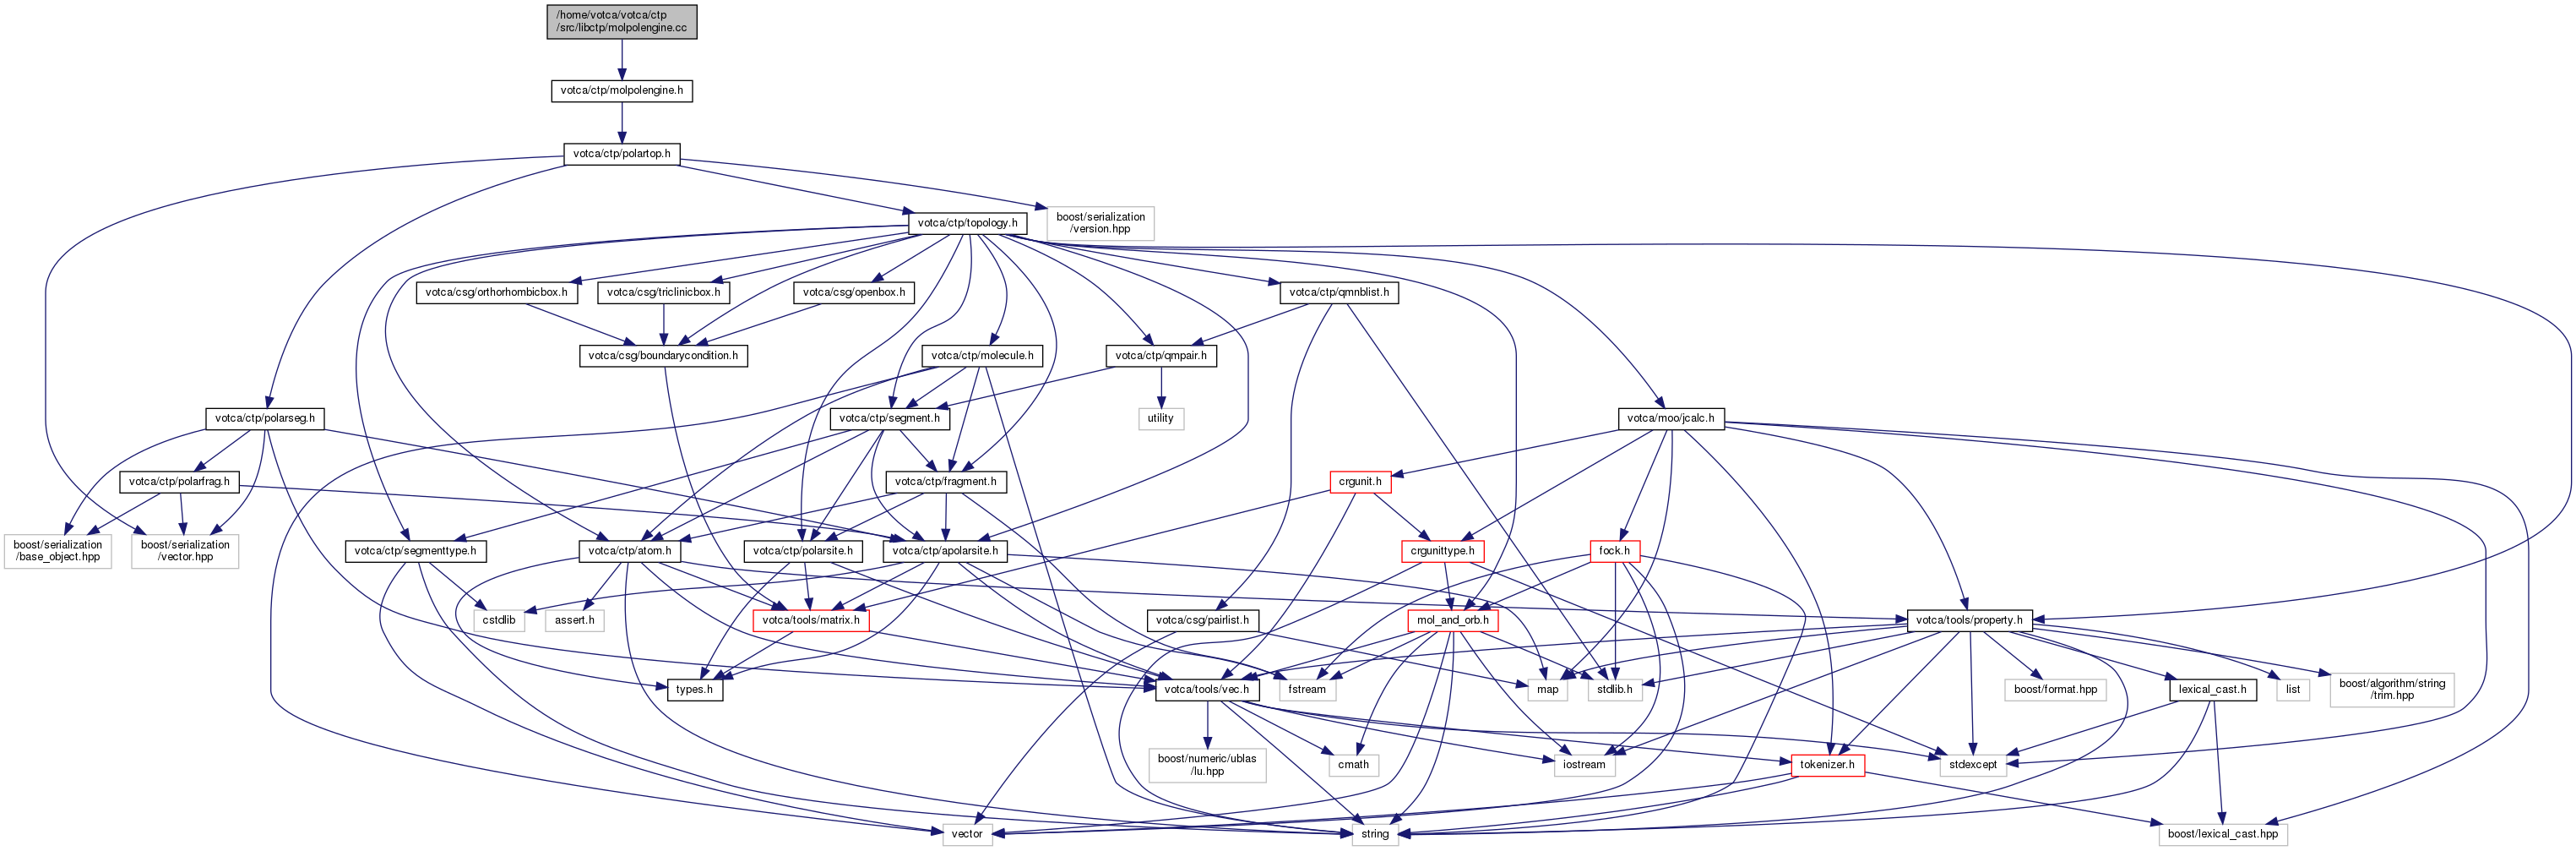 /home/votca/votca/ctp
/src/libctp/molpolengine.cc
votca/ctp/molpolengine.h
votca/ctp/polartop.h
votca/ctp/topology.h
boost/serialization
/version.hpp
votca/csg/orthorhombicbox.h
votca/csg/triclinicbox.h
votca/csg/openbox.h
votca/ctp/qmnblist.h
votca/csg/boundarycondition.h
votca/ctp/molecule.h
votca/ctp/qmpair.h
votca/ctp/polarseg.h
votca/ctp/segment.h
utility
votca/moo/jcalc.h
votca/ctp/polarfrag.h
votca/ctp/fragment.h
crgunit.h
boost/serialization
/base_object.hpp
boost/serialization
/vector.hpp
votca/ctp/segmenttype.h
votca/ctp/atom.h
votca/ctp/polarsite.h
votca/ctp/apolarsite.h
crgunittype.h
fock.h
cstdlib
assert.h
votca/tools/matrix.h
votca/csg/pairlist.h
mol_and_orb.h
votca/tools/property.h
types.h
votca/tools/vec.h
fstream
map
stdlib.h
boost/format.hpp
lexical_cast.h
list
boost/algorithm/string
/trim.hpp
boost/numeric/ublas
/lu.hpp
cmath
iostream
tokenizer.h
stdexcept
vector
string
boost/lexical_cast.hpp